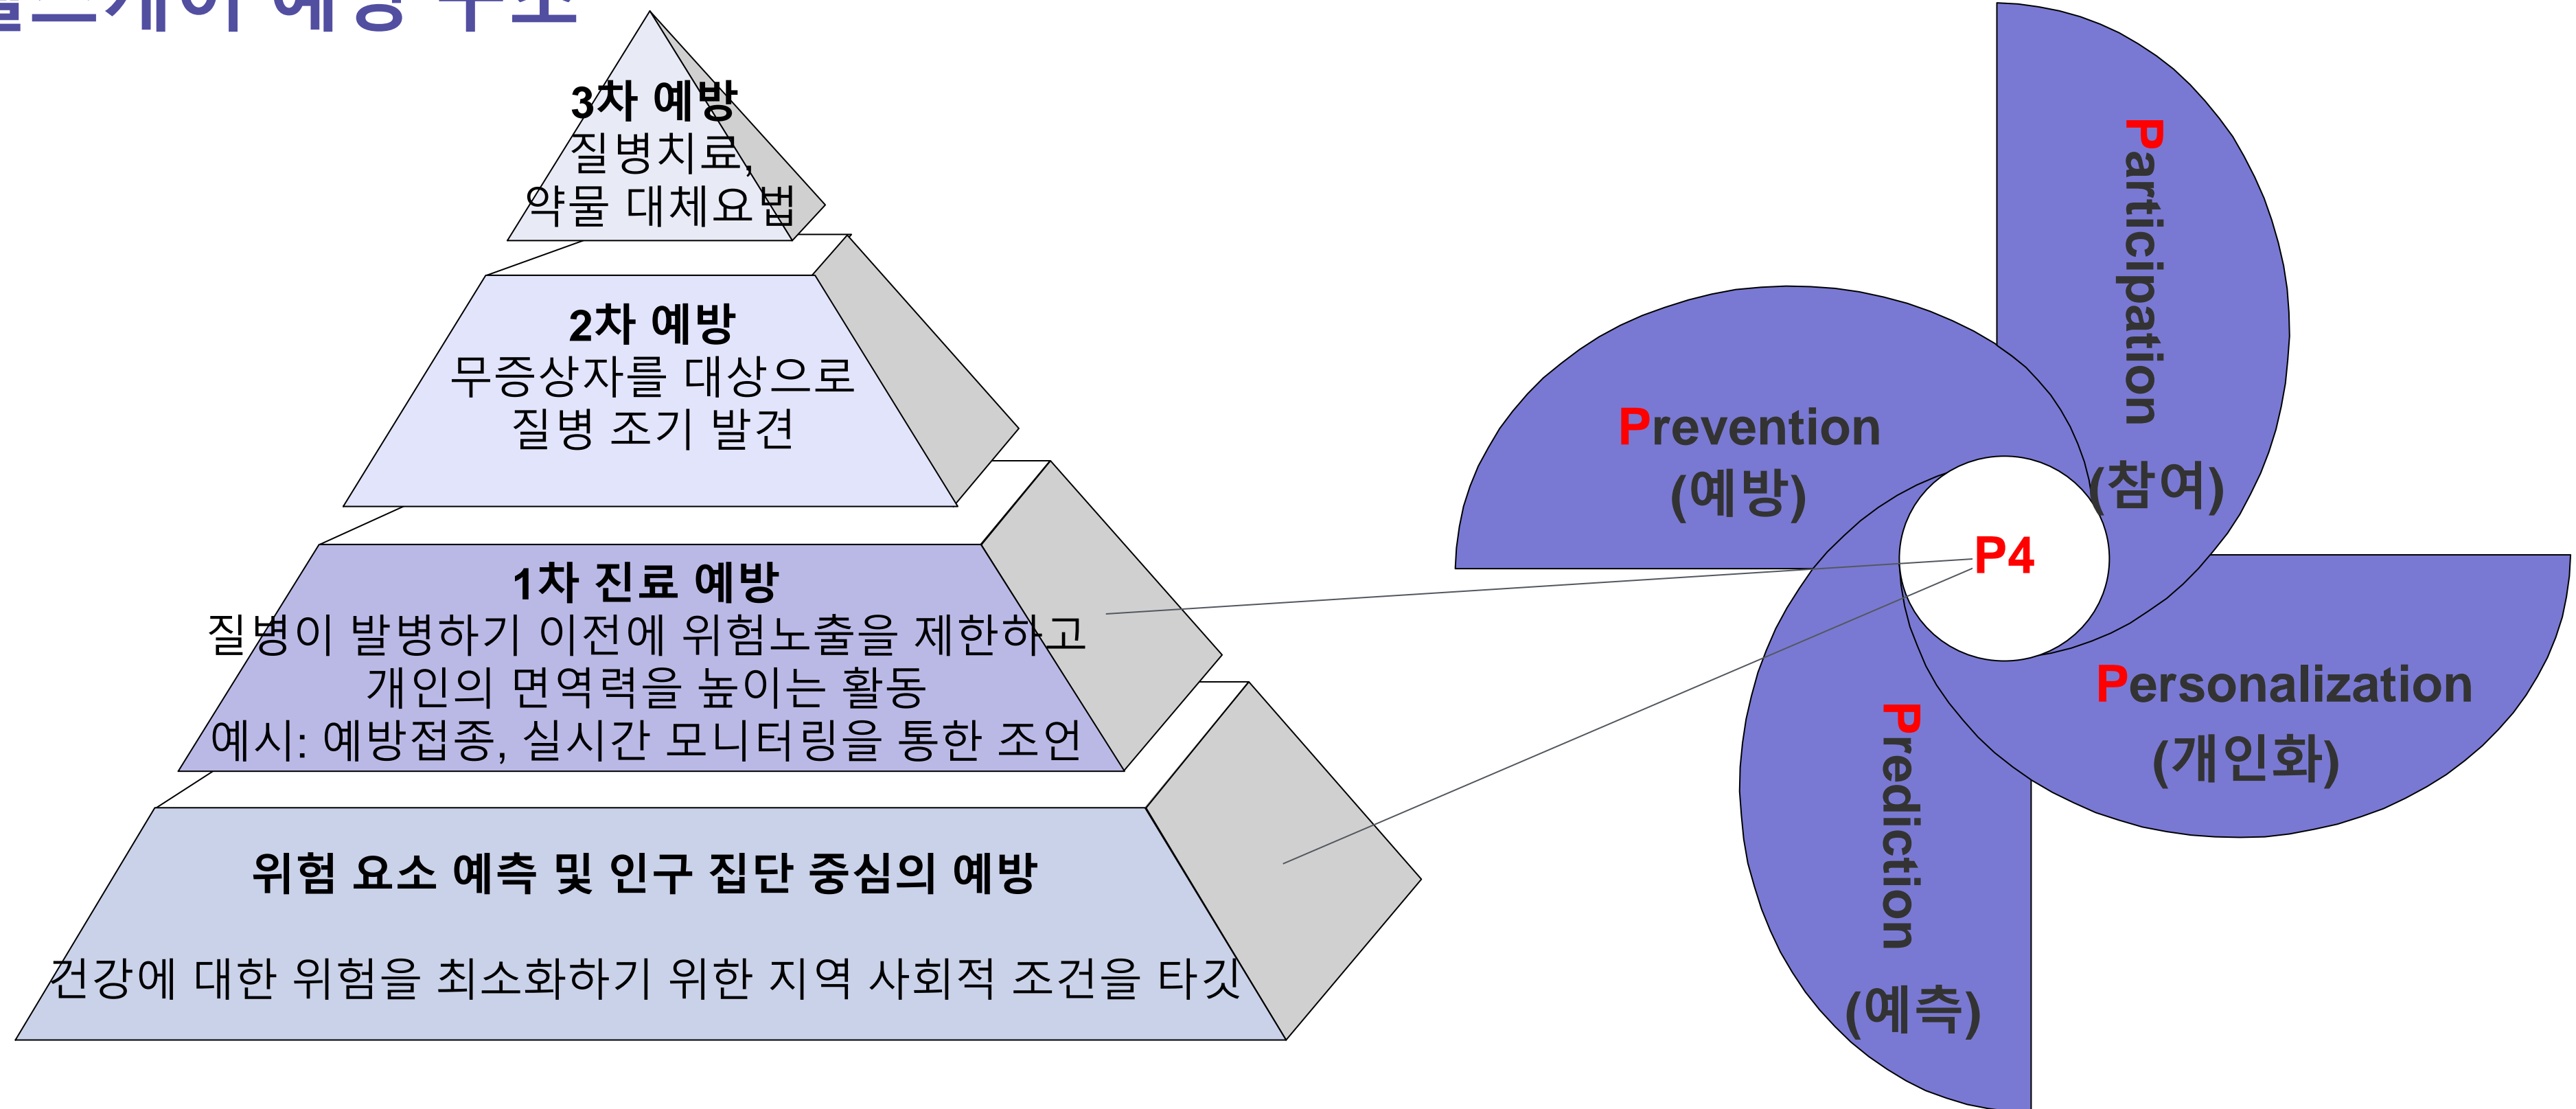 예방
3차 예방
질병치료,
약물 대체요법
2차 예방
무증상자를 대상으로
질병 조기 발견
1차 진료 예방
질병이 발병하기 이전에 위험노출을 제한하고
개인의 면역력을 높이는 활동
예시: 예방접종, 실시간 모니터링을 통한 조언
위험 요소 예측 및 인구 집단 중심의 예방
건강에 대한 위험을 최소화하기 위한 지역 사회적 조건을 타깃
Participation
(참여)
Prevention
(예방)
P4
Personalization
(개인화)
Prediction
(예측)